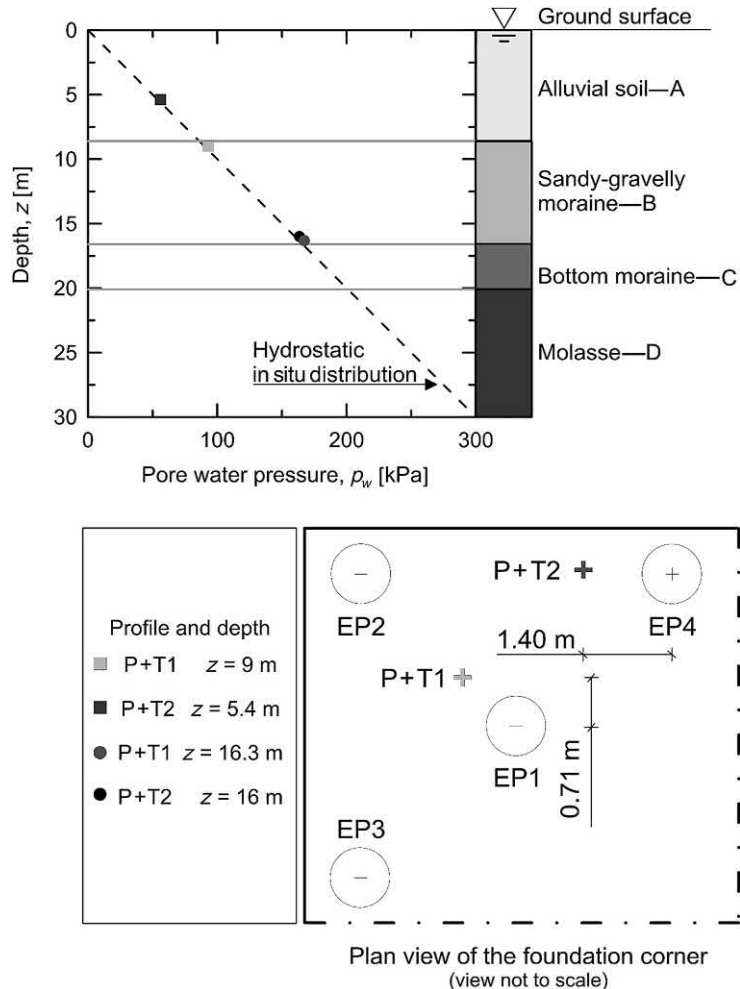 Ground surface
0
5
10
15
20
25
30
Depth, z [m]
0
100
200
300
Pore water pressure, p_w [kPa]
Hydrostatic
in situ distribution
Alluvial soil—A
Sandy-gravelly
moraine—B
Bottom moraine—C
Molasse—D
Profile and depth
P+T1 z = 9 m
P+T2 z = 5.4 m
P+T1 z = 16.3 m
P+T2 z = 16 m
EP2
P+T2
EP4
1.40 m
P+T1
EP1
0.71 m
EP3
Plan view of the foundation corner
(view not to scale)